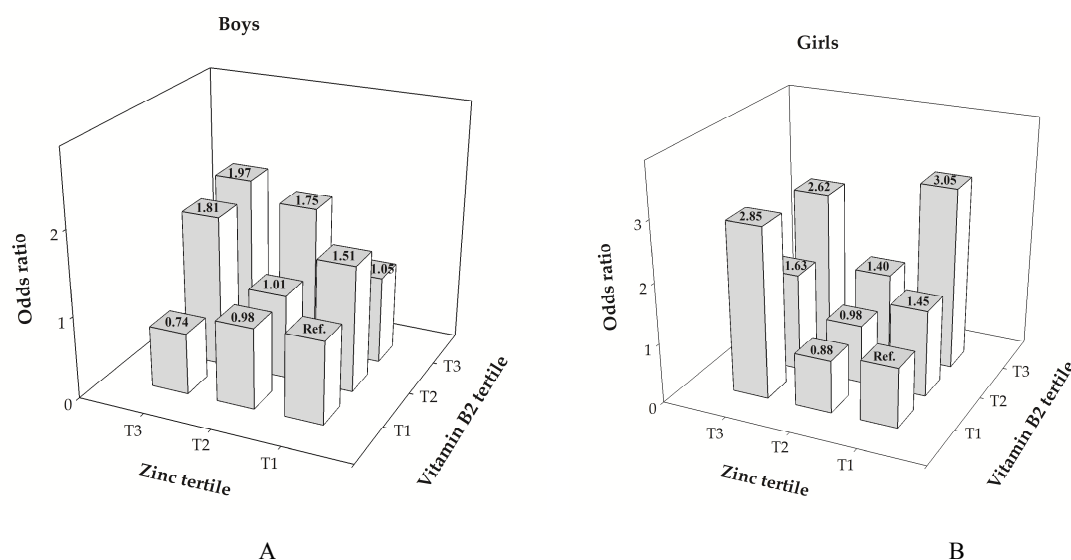 Boys
1.97
1.75
1.81
1.51
1.05
1.01
0.74
0.98
Ref.
2
1
0
Odds ratio
T3
T2
T1
Zinc tertile
T3
T2
T1
Vitamin B2 tertile
A
Girls
2.62
3.05
2.85
1.63
1.40
1.45
0.98
0.88
Ref.
3
2
1
0
Odds ratio
T3
T2
T1
Zinc tertile
T3
T2
T1
Vitamin B2 tertile
B